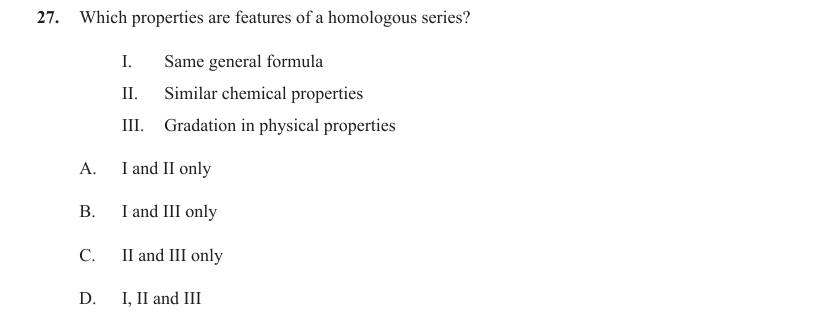 27. Which properties are features of a homologous series?
I. Same general formula
II. Similar chemical properties
III. Gradation in physical properties
A. I and II only
B. I and III only
C. II and III only
D. I, II and III